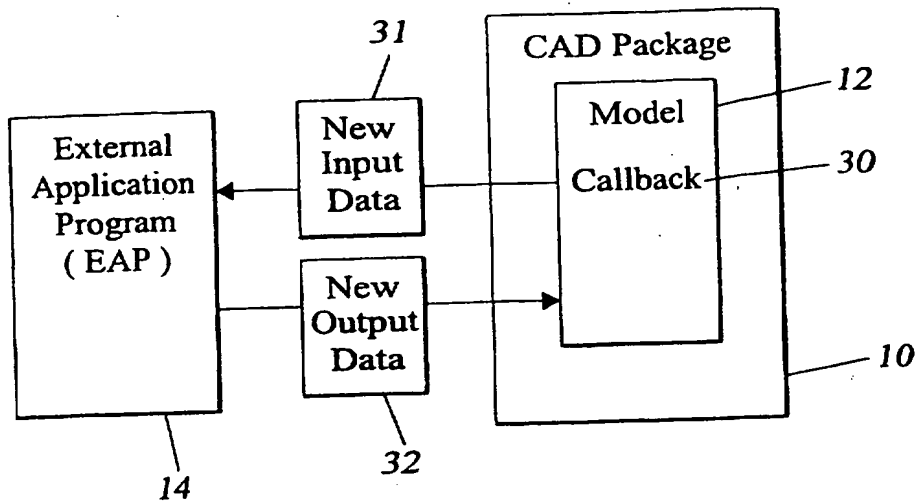 31
CAD Package
12
Model
Callback
30
New
Input
Data
External
Application
Program
( EAP )
New
Output
Data
10
32
14